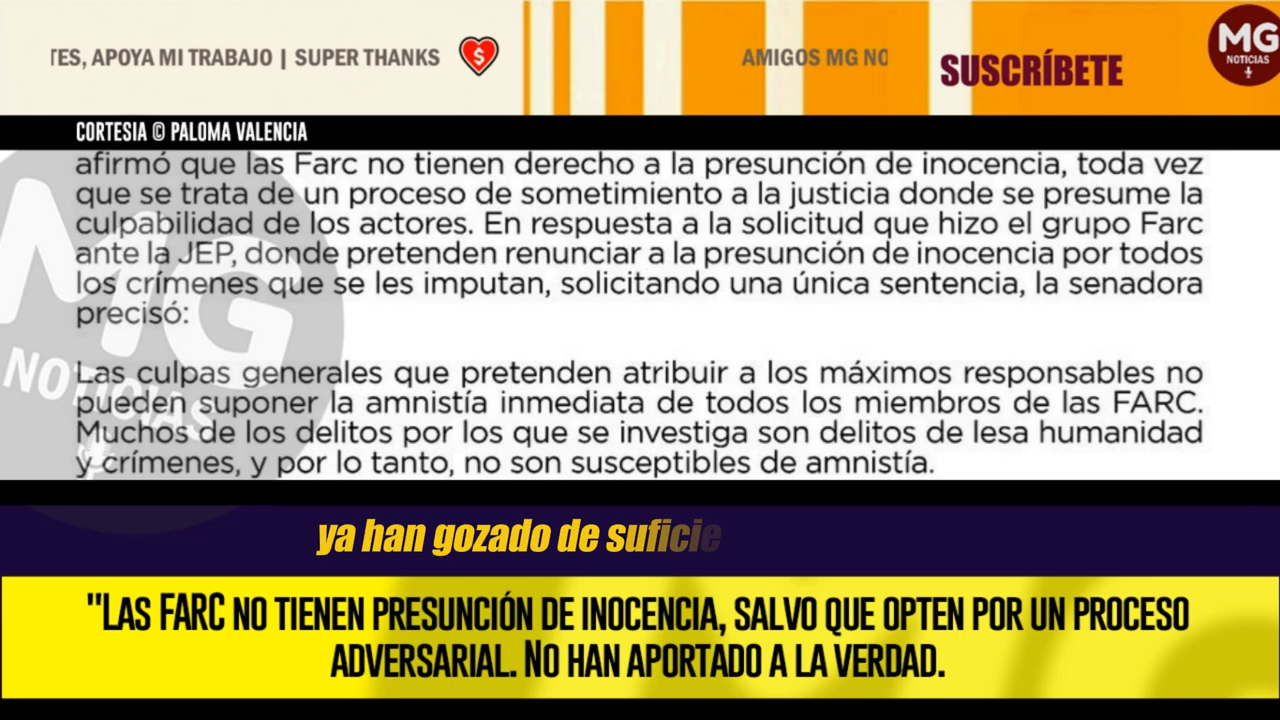 TES, APOYA MI TRABAJO | SUPER THANKS
AMIGOS MG NO
SUSCRÍBETE
MG
NOTICIAS
CORTESIA © PALOMA VALENCIA
afirmó que las Farc no tienen derecho a la presunción de inocencia, toda vez
que se trata de un proceso de sometimiento a la justicia donde se presume la
culpabilidad de los actores. En respuesta a la solicitud que hizo el grupo Farc
ante la JEP, donde pretenden renunciar a la presunción de inocencia por todos
los crímenes que se les imputan, solicitando una única sentencia, la senadora
precisó:
Las culpas generales que pretenden atribuir a los máximos responsables no
pueden suponer la amnistía inmediata de todos los miembros de las FARC.
Muchos de los delitos por los que se investiga son delitos de lesa humanidad
y crímenes, y por lo tanto, no son susceptibles de amnistía.
MG
NOTICIAS
ya han gozado de suficie
"LAS FARC NO TIENEN PRESUNCIÓN DE INOCENCIA, SALVO QUE OPTEN POR UN PROCESO
ADVERSARIAL. NO HAN APORTADO A LA VERDAD.